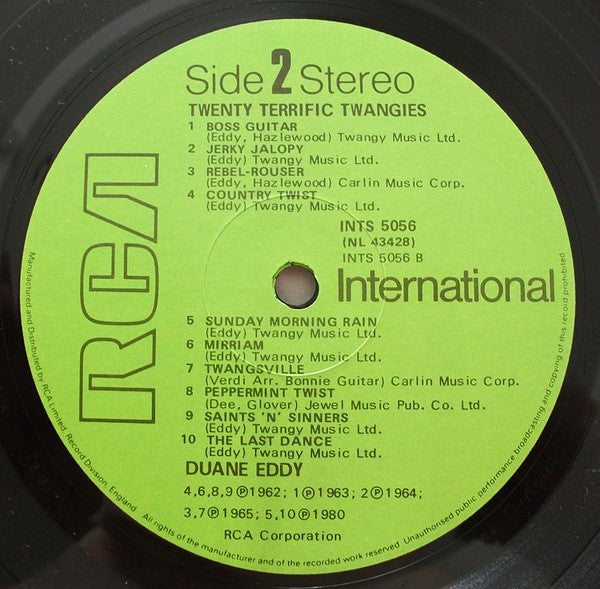 Side 2 Stereo
TWENTY TERRIFIC TWANGIES
1 BOSS GUITAR
(Eddy, Hazlewood) Twangy Music Ltd.
2 JERKY JALOPY
(Eddy) Twangy Music Ltd.
3 REBEL-ROUSER
(Eddy, Hazlewood) Carlin Music Corp.
4 COUNTRY TWIST
(Eddy) Twangy Music Ltd.
RCA
INTS 5056
(NL 43428)
INTS 5056 B
International
5 SUNDAY MORNING RAIN
(Eddy) Twangy Music Ltd.
6 MIRRIAM
(Eddy) Twangy Music Ltd.
7 TWANGSVILLE
(Verdi Arr. Bonnie Guitar) Carlin Music Corp.
8 PEPPERMINT TWIST
(Dee, Glover) Jewel Music Pub. Co. Ltd.
9 SAINTS 'N' SINNERS
(Eddy) Twangy Music Ltd.
10 THE LAST DANCE
(Eddy) Twangy Music Ltd.
DUANE EDDY
4,6,8,9 ℗1962; 1℗1963; 2℗1964;
3,7℗1965; 5,10℗1980
RCA Corporation
Manufactured and Distributed by RCA Limited, Record Division, England. All rights of the manufacturer and of the recorded work reserved. Unauthorised public performance broadcasting and copying of this record prohibited